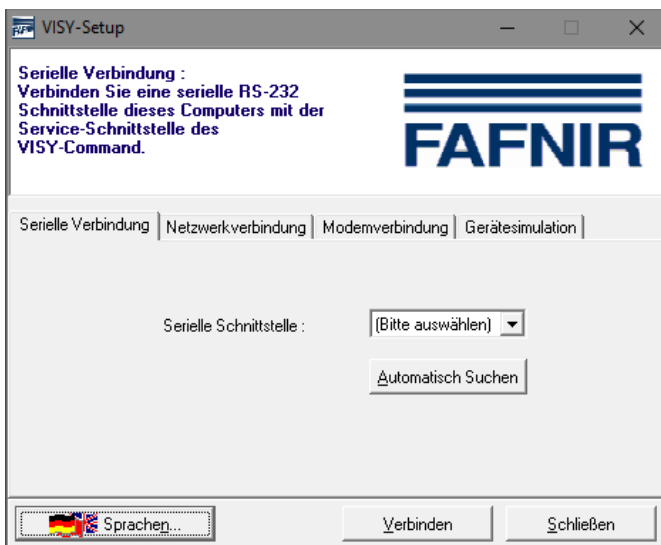 VISY-Setup
Serielle Verbindung :
Verbinden Sie eine serielle RS-232
Schnittstelle dieses Computers mit der
Service-Schnittstelle des
VISY-Command.
FAFNIR
Serielle Verbindung Netzwerkverbindung Modemverbindung Gerätesimulation
Serielle Schnittstelle : (Bitte auswählen)
Automatisch Suchen
Sprachen... Verbinden Schließen